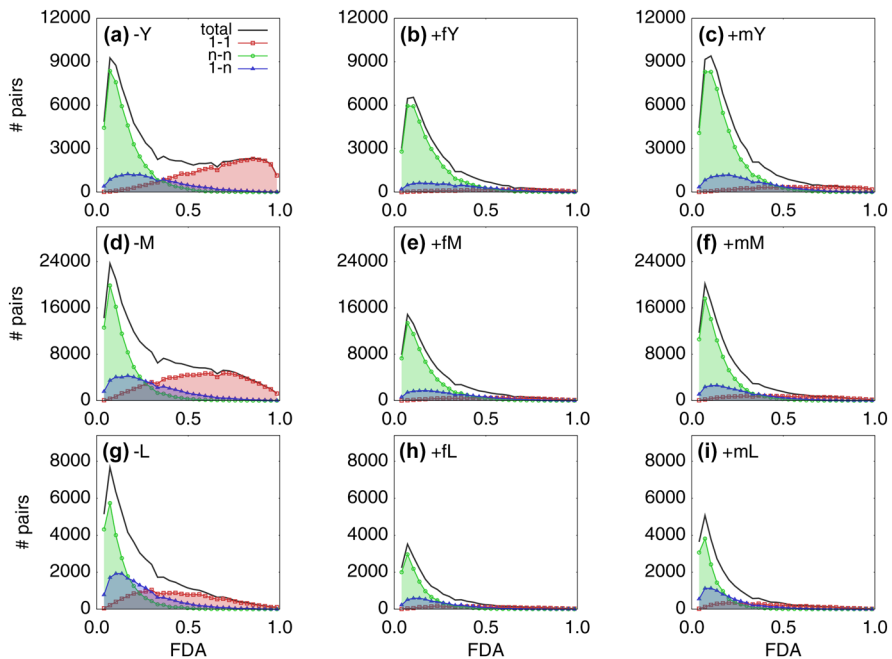 (a) -Y
total
1-1
n-n
1-n
# pairs
12000
9000
6000
3000
0
0.0 0.5 1.0
(b) +fY
12000
9000
6000
3000
0
0.0 0.5 1.0
(c) +mY
12000
9000
6000
3000
0
0.0 0.5 1.0
(d) -M
# pairs
24000
16000
8000
0
0.0 0.5 1.0
(e) +fM
24000
16000
8000
0
0.0 0.5 1.0
(f) +mM
24000
16000
8000
0
0.0 0.5 1.0
(g) -L
# pairs
8000
6000
4000
2000
0
0.0 0.5 1.0
FDA
(h) +fL
8000
6000
4000
2000
0
0.0 0.5 1.0
FDA
(i) +mL
8000
6000
4000
2000
0
0.0 0.5 1.0
FDA